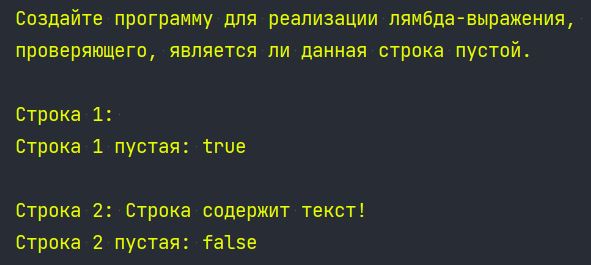 Создайте программу для реализации лямбда-выражения,
проверяющего, является ли данная строка пустой.
Строка 1:
Строка 1 пустая: true
Строка 2: Строка содержит текст!
Строка 2 пустая: false